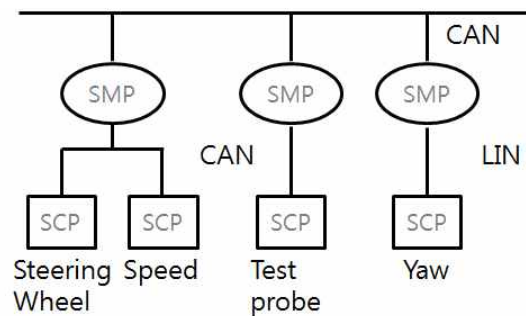 CAN
SMP SMP SMP
CAN LIN
SCP SCP SCP SCP
Steering Speed Test Yaw
Wheel probe